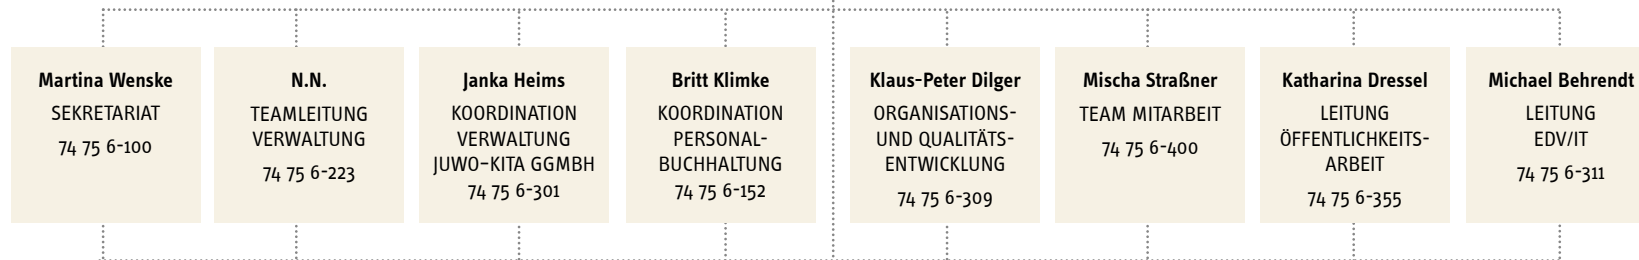 Martina Wenske
SEKRETARIAT
74 75 6-100
N.N.
TEAMLEITUNG
VERWALTUNG
74 75 6-223
Janka Heims
KOORDINATION
VERWALTUNG
JUWO-KITA GGMBH
74 75 6-301
Britt Klimke
KOORDINATION
PERSONAL-
BUCHHALTUNG
74 75 6-152
Klaus-Peter Dilger
ORGANISATIONS-
UND QUALITÄTS-
ENTWICKLUNG
74 75 6-309
Mischa Straßner
TEAM MITARBEIT
74 75 6-400
Katharina Dressel
LEITUNG
ÖFFENTLICHKEITS-
ARBEIT
74 75 6-355
Michael Behrendt
LEITUNG
EDV/IT
74 75 6-311